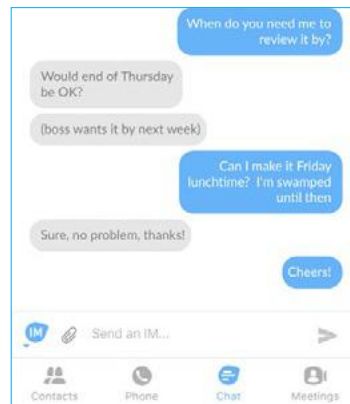 When do you need me to
review it by?
Would end of Thursday
be OK?
(boss wants it by next week)
Can I make it Friday
lunchtime? I'm swamped
until then
Sure, no problem, thanks!
Cheers!
IM
Send an IM...
Contacts
Phone
Chat
Meetings